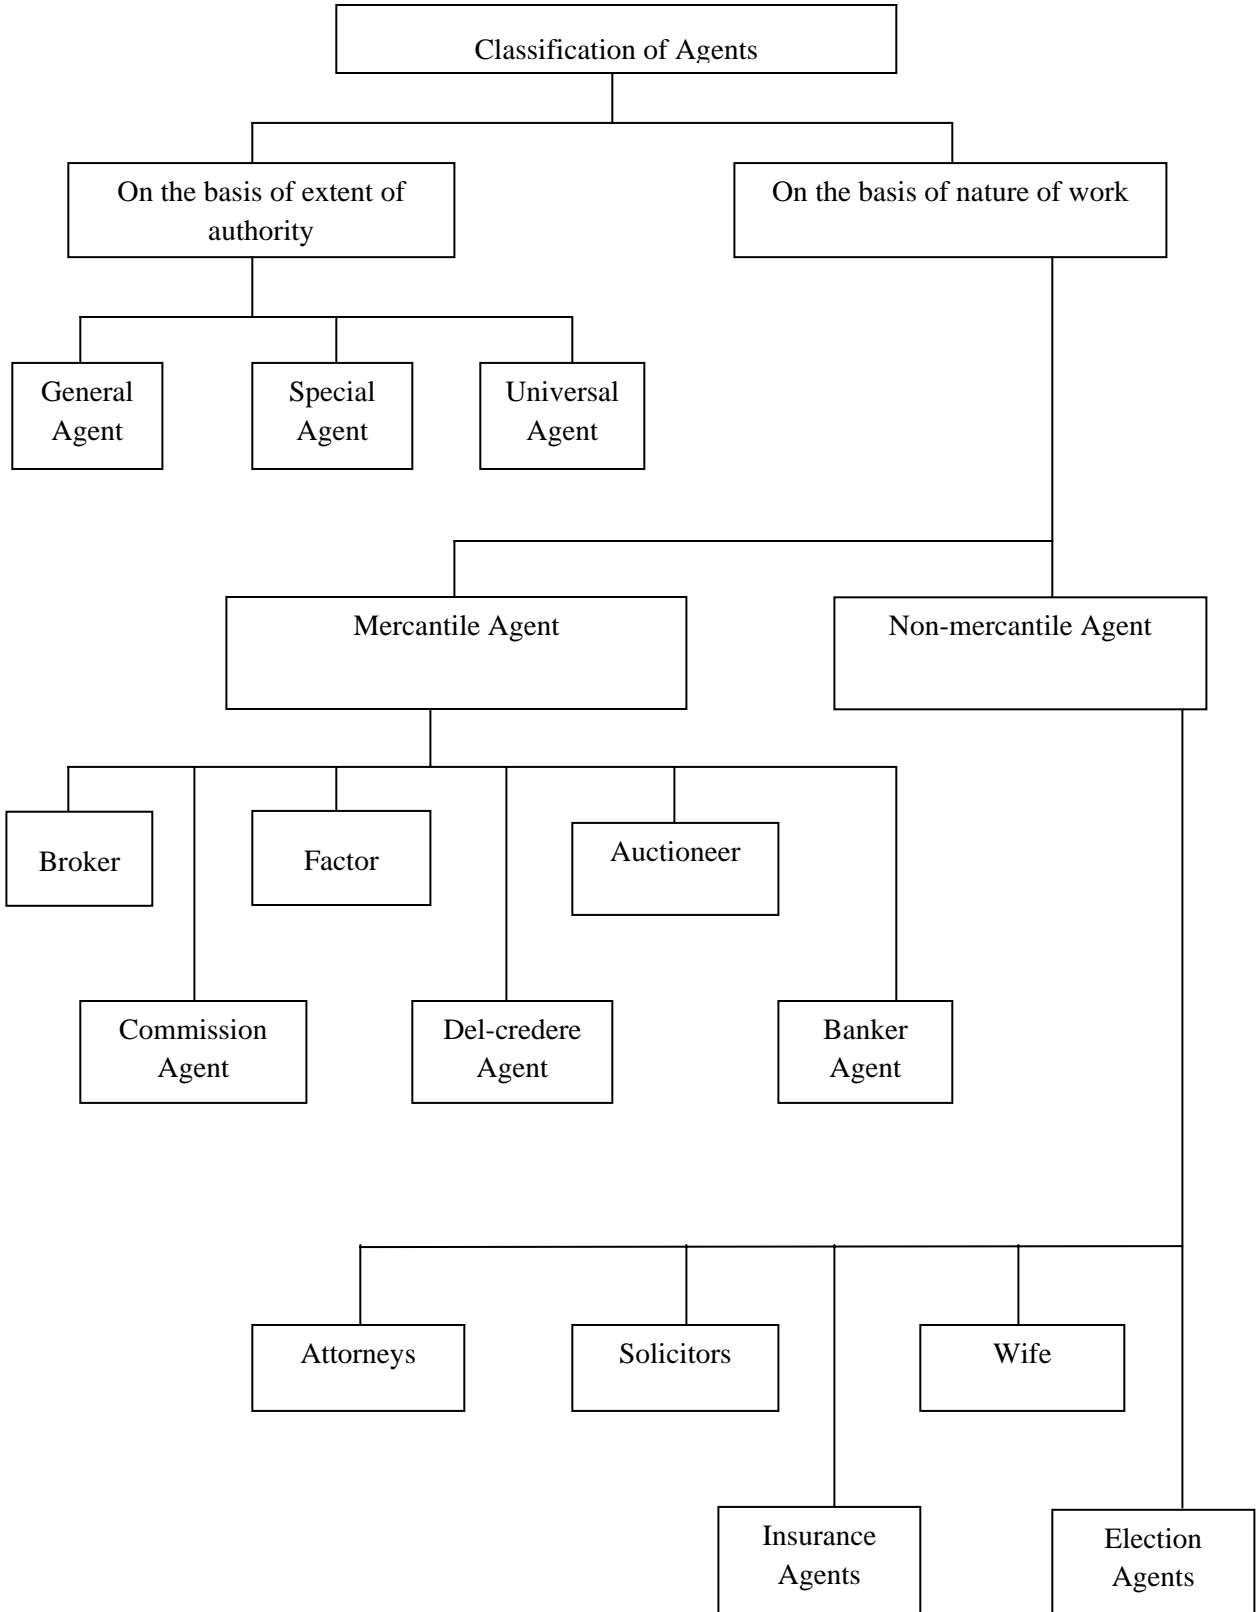 Classification of Agents
On the basis of extent of
authority
On the basis of nature of work
General
Agent
Special
Agent
Universal
Agent
Mercantile Agent
Non-mercantile Agent
Broker
Factor
Auctioneer
Commission
Agent
Del-credere
Agent
Banker
Agent
Attorneys
Solicitors
Wife
Insurance
Agents
Election
Agents